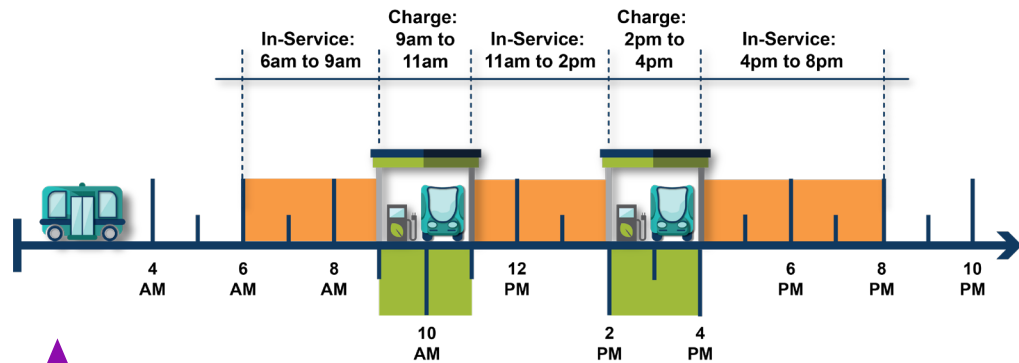 In-Service:
6am to 9am
Charge:
9am to
11am
In-Service:
11am to 2pm
Charge:
2pm to
4pm
In-Service:
4pm to 8pm
4
AM
6
AM
8
AM
10
AM
12
PM
2
PM
4
PM
6
PM
8
PM
10
PM